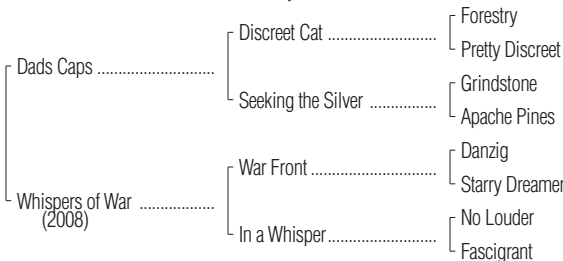 Forestry
Discreet Cat ..........................
Pretty Discreet
Dads Caps ............................
Grindstone
Seeking the Silver ................
Apache Pines
Danzig
War Front ..............................
Starry Dreamer
Whispers of War ..................
(2008)
No Louder
In a Whisper..........................
Fascigrant